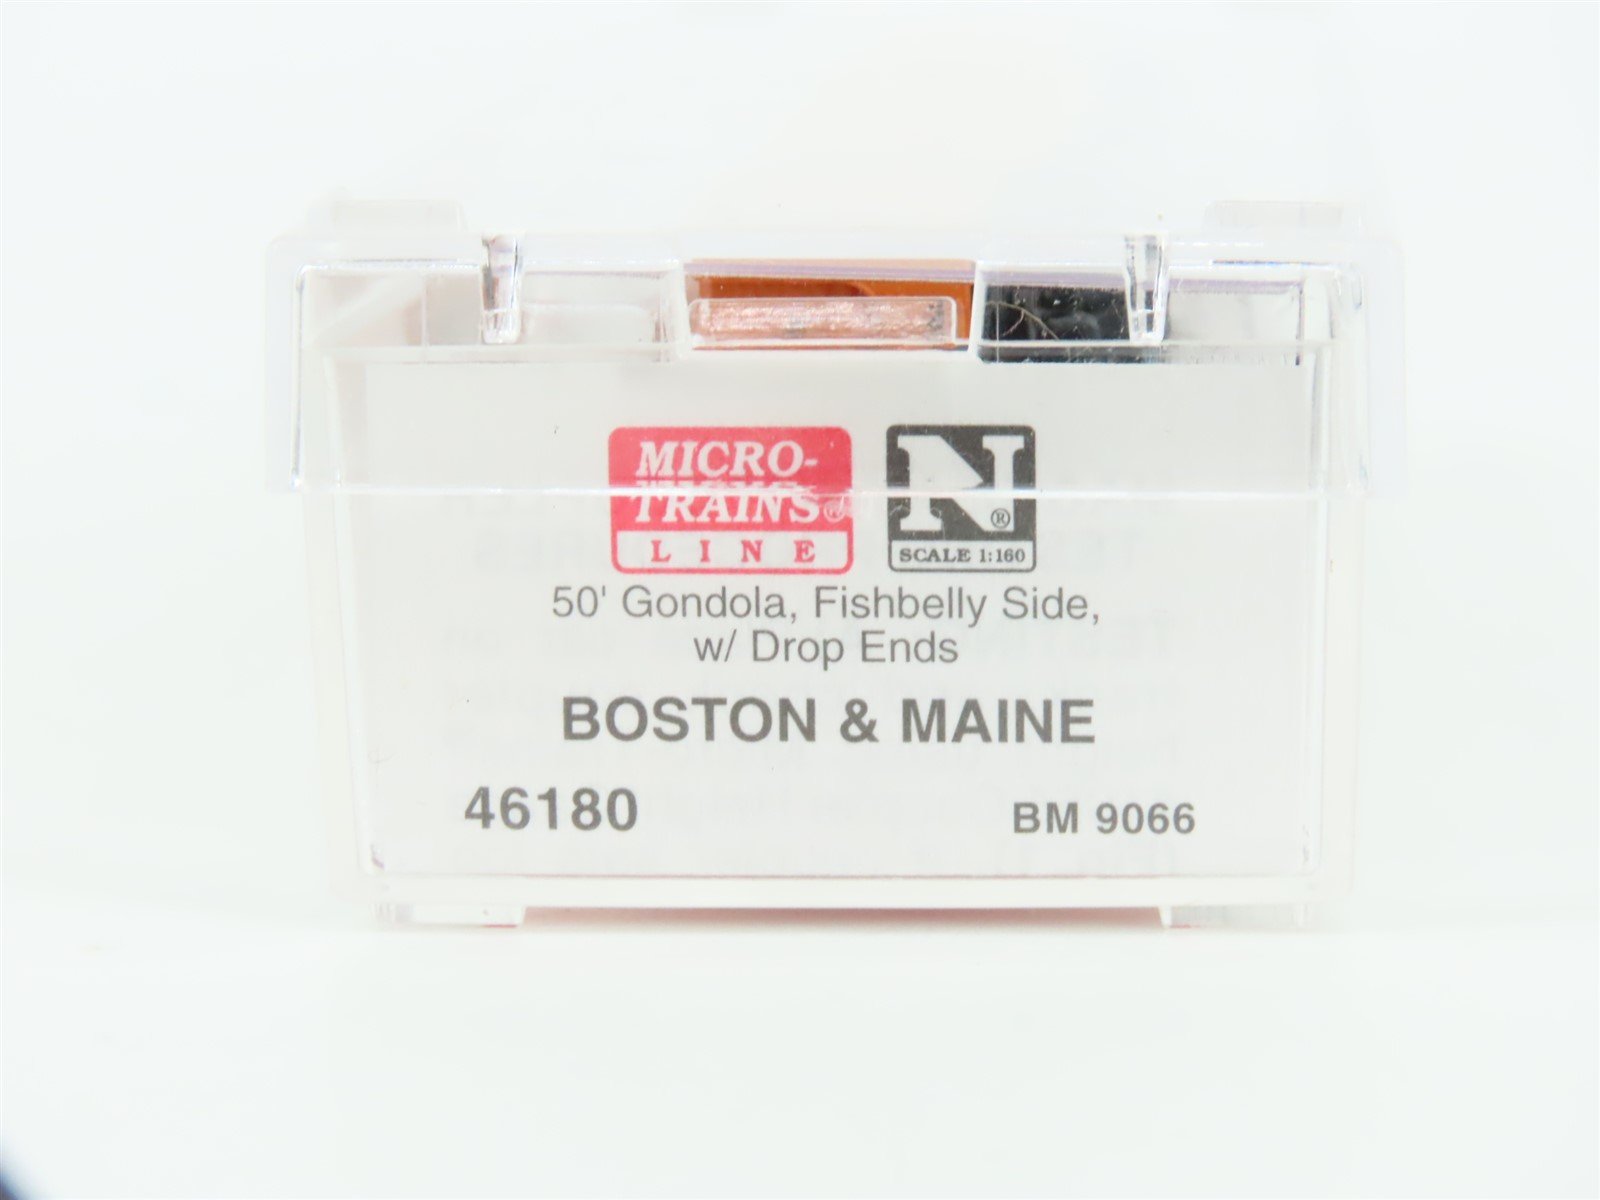 MICRO-
TRAINS®
LINE
N®
SCALE 1:160
50' Gondola, Fishbelly Side,
w/ Drop Ends
BOSTON & MAINE
46180 BM 9066